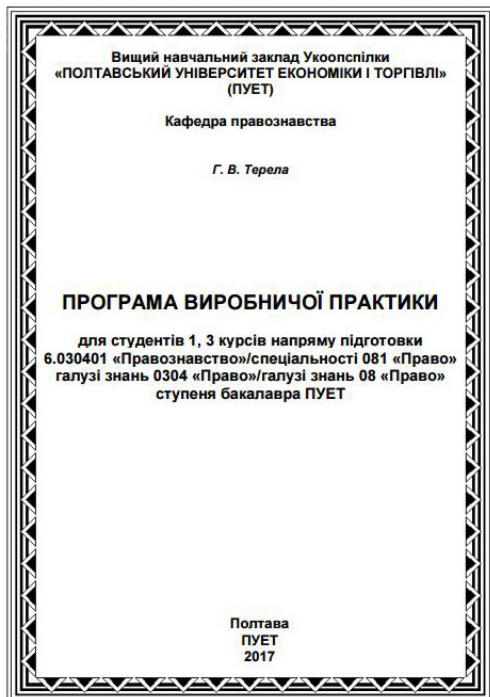 Вищий навчальний заклад Укоопспілки
«ПОЛТАВСЬКИЙ УНІВЕРСИТЕТ ЕКОНОМІКИ І ТОРГІВЛІ»
(ПУЕТ)
Кафедра правознавства
Г. В. Терела
ПРОГРАМА ВИРОБНИЧОЇ ПРАКТИКИ
для студентів 1, 3 курсів напряму підготовки
6.030401 «Правознавство»/спеціальності 081 «Право»
галузі знань 0304 «Право»/галузі знань 08 «Право»
ступеня бакалавра ПУЕТ
Полтава
ПУЕТ
2017